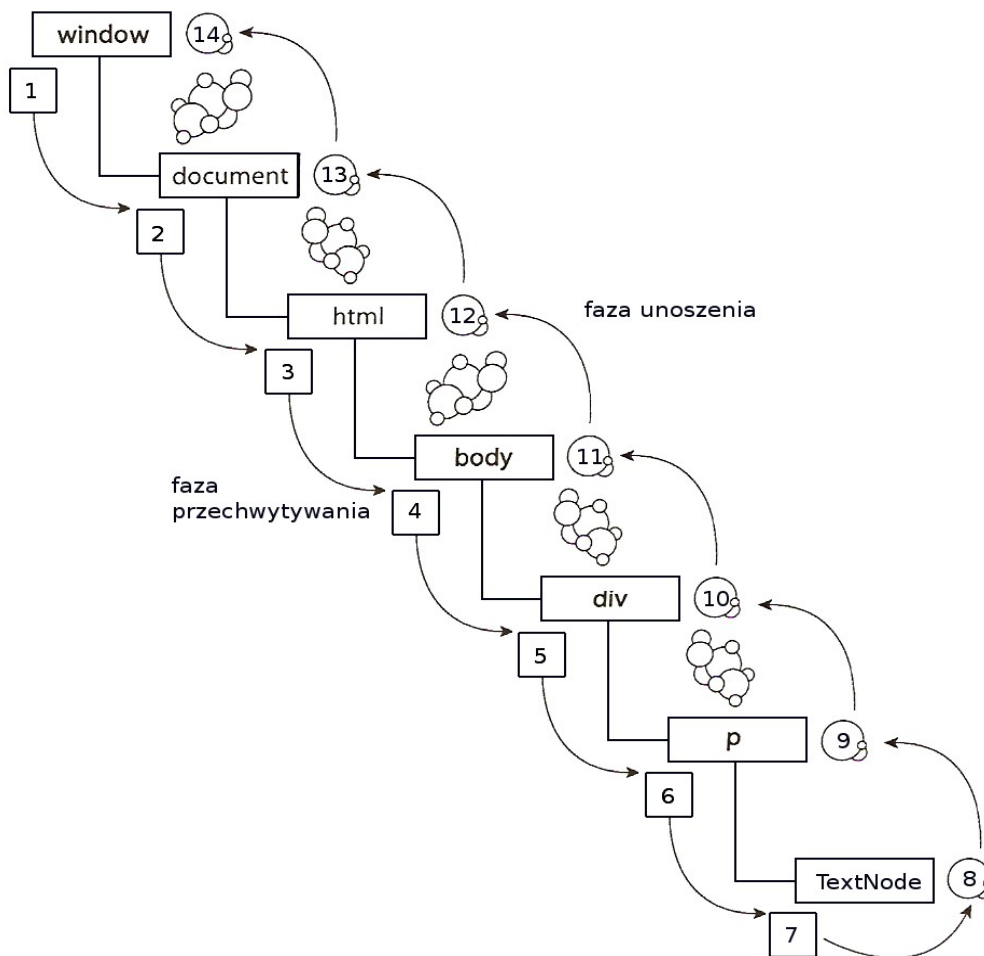 window
14
1
document
13
2
html
12
faza unoszenia
3
body
11
faza
przechwytywania
4
div
10
5
p
9
6
TextNode
8
7